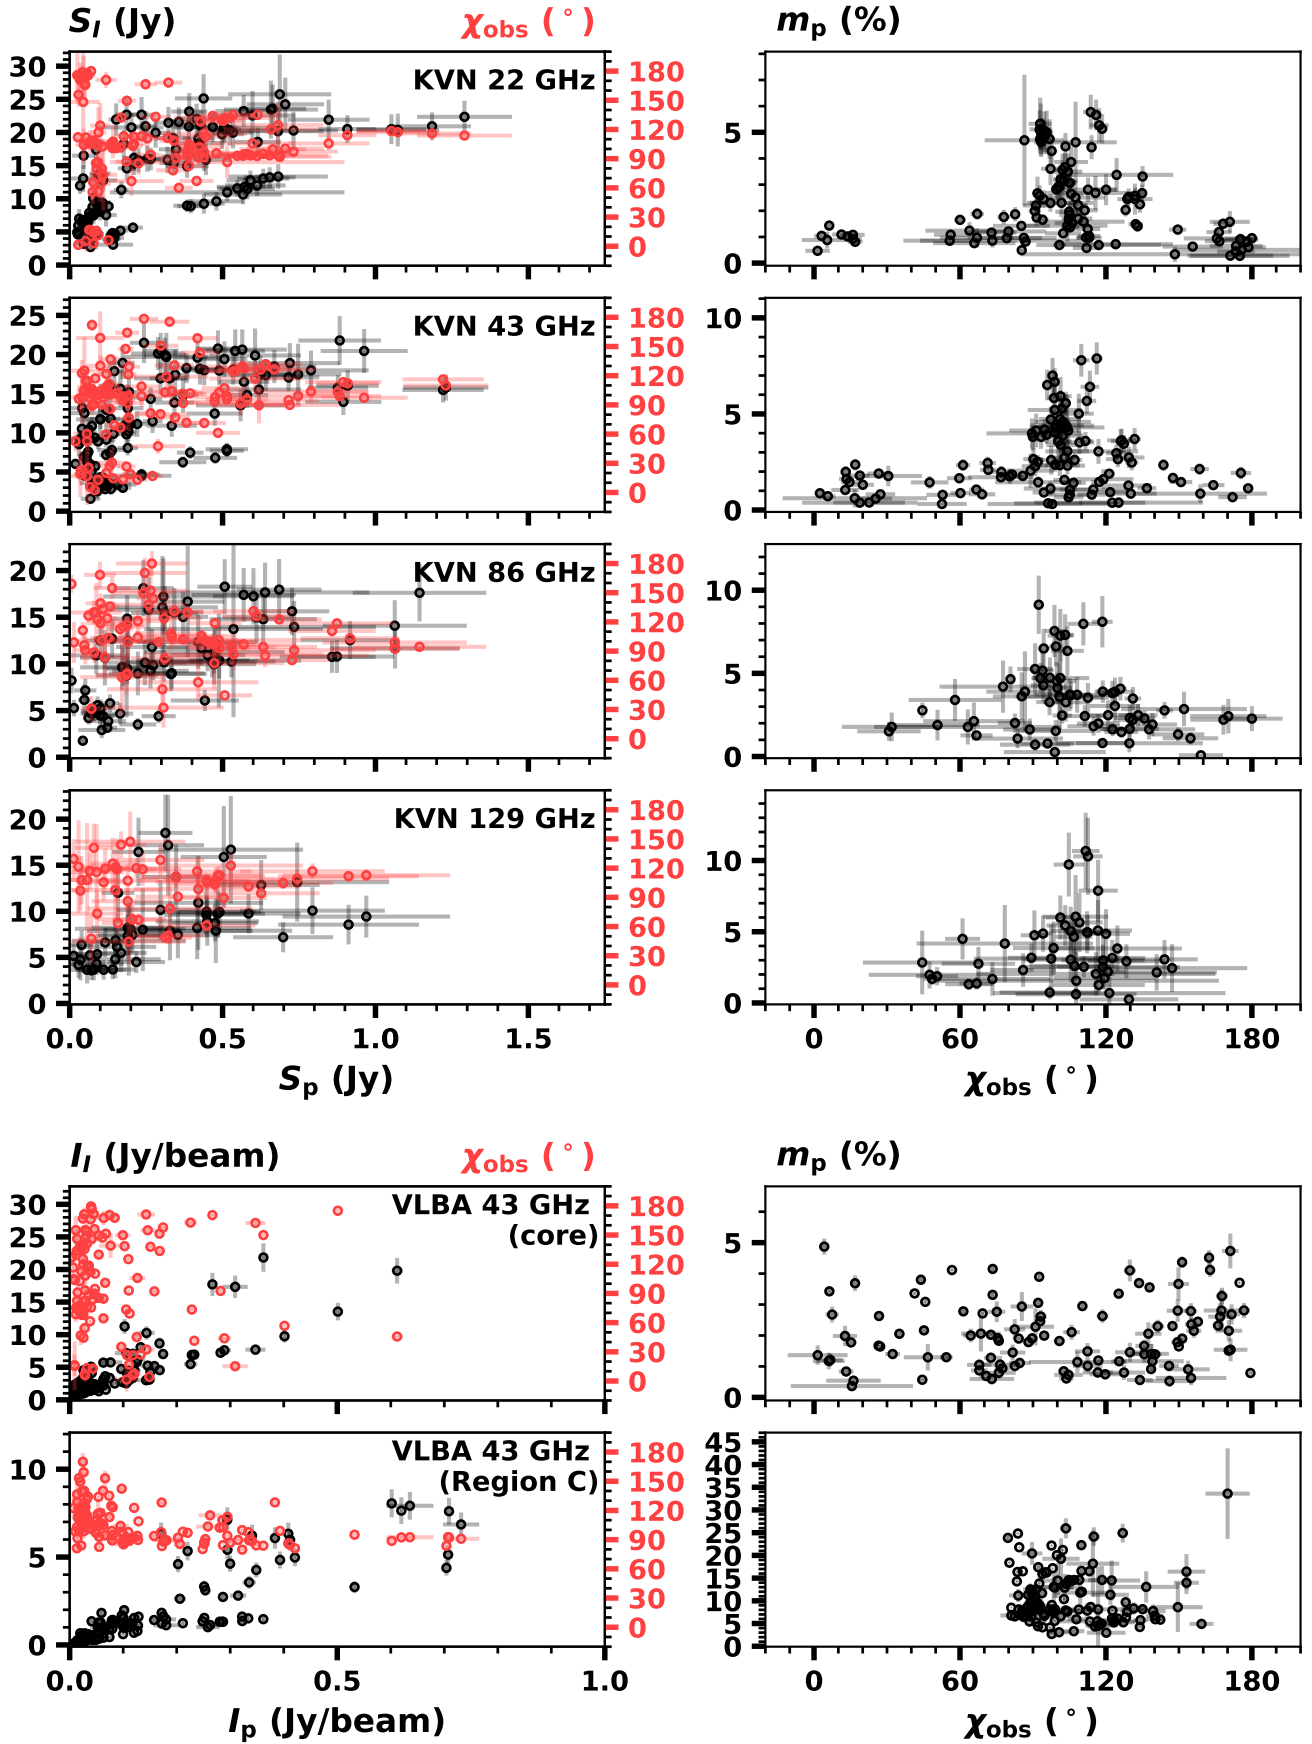 S_I (Jy) χ_obs (°) m_p (%)
KVN 22 GHz
30 25 20 15 10 5 0
180 150 120 90 60 30 0
5 0
KVN 43 GHz
25 20 15 10 5 0
180 150 120 90 60 30 0
10 5 0
KVN 86 GHz
20 15 10 5 0
180 150 120 90 60 30 0
10 5 0
KVN 129 GHz
20 15 10 5 0
180 150 120 90 60 30 0
10 5 0
0.0 0.5 1.0 1.5
0 60 120 180
S_p (Jy) χ_obs (°)
I_I (Jy/beam) χ_obs (°) m_p (%)
VLBA 43 GHz
(core)
30 25 20 15 10 5 0
180 150 120 90 60 30 0
5 0
VLBA 43 GHz
(Region C)
10 5 0
180 150 120 90 60 30 0
45 40 35 30 25 20 15 10 5 0
0.0 0.5 1.0
0 60 120 180
I_p (Jy/beam) χ_obs (°)